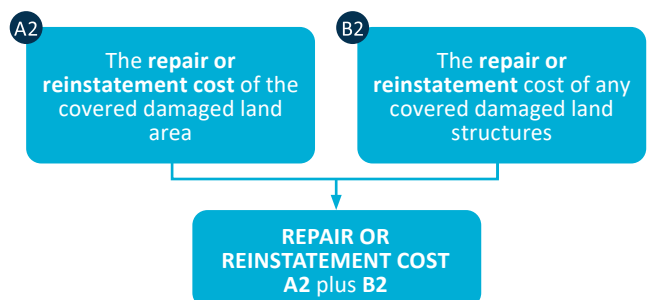 A2
The repair or
reinstatement cost of the
covered damaged land
area
B2
The repair or
reinstatement cost of any
covered damaged land
structures
REPAIR OR
REINSTATEMENT COST
A2 plus B2